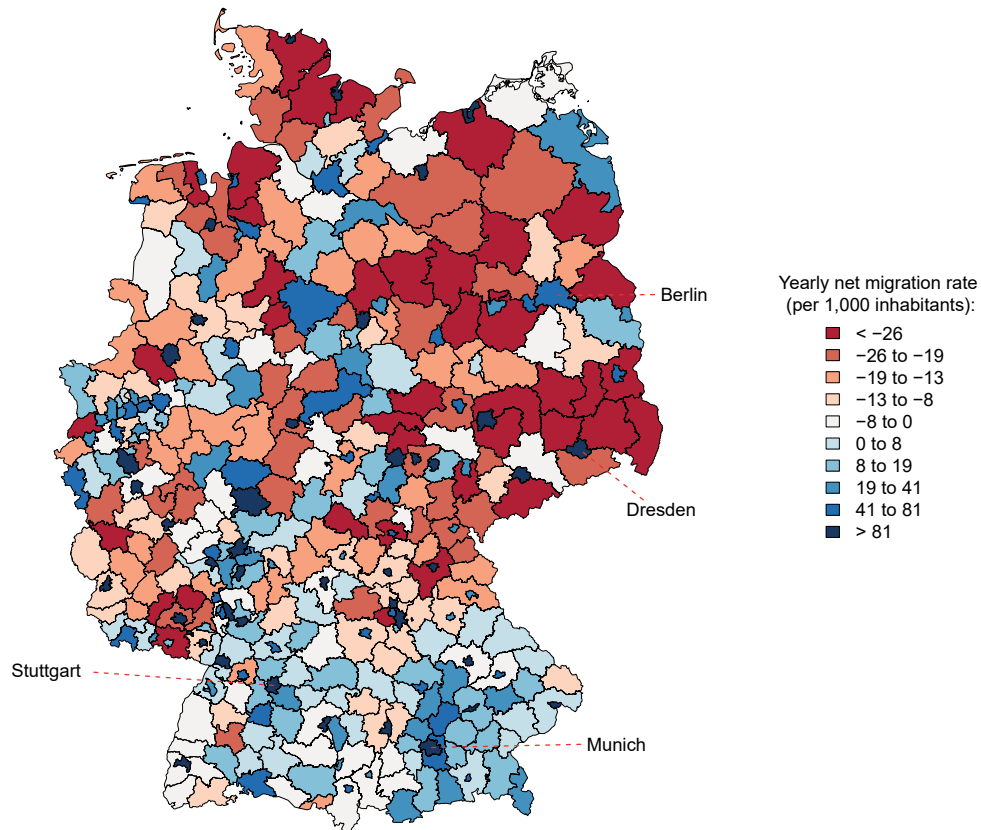 Yearly net migration rate
(per 1,000 inhabitants):
Berlin
< −26
−26 to −19
−19 to −13
−13 to −8
−8 to 0
0 to 8
8 to 19
19 to 41
41 to 81
> 81
Dresden
Stuttgart
Munich